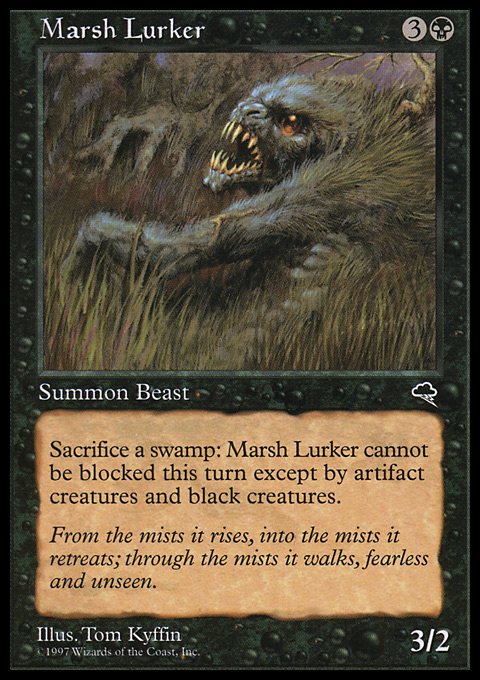 Marsh Lurker 3
Summon Beast
Sacrifice a swamp: Marsh Lurker cannot
be blocked this turn except by artifact
creatures and black creatures.
From the mists it rises, into the mists it
retreats; through the mists it walks, fearless
and unseen.
Illus. Tom Kyffin
©1997 Wizards of the Coast, Inc.
3/2